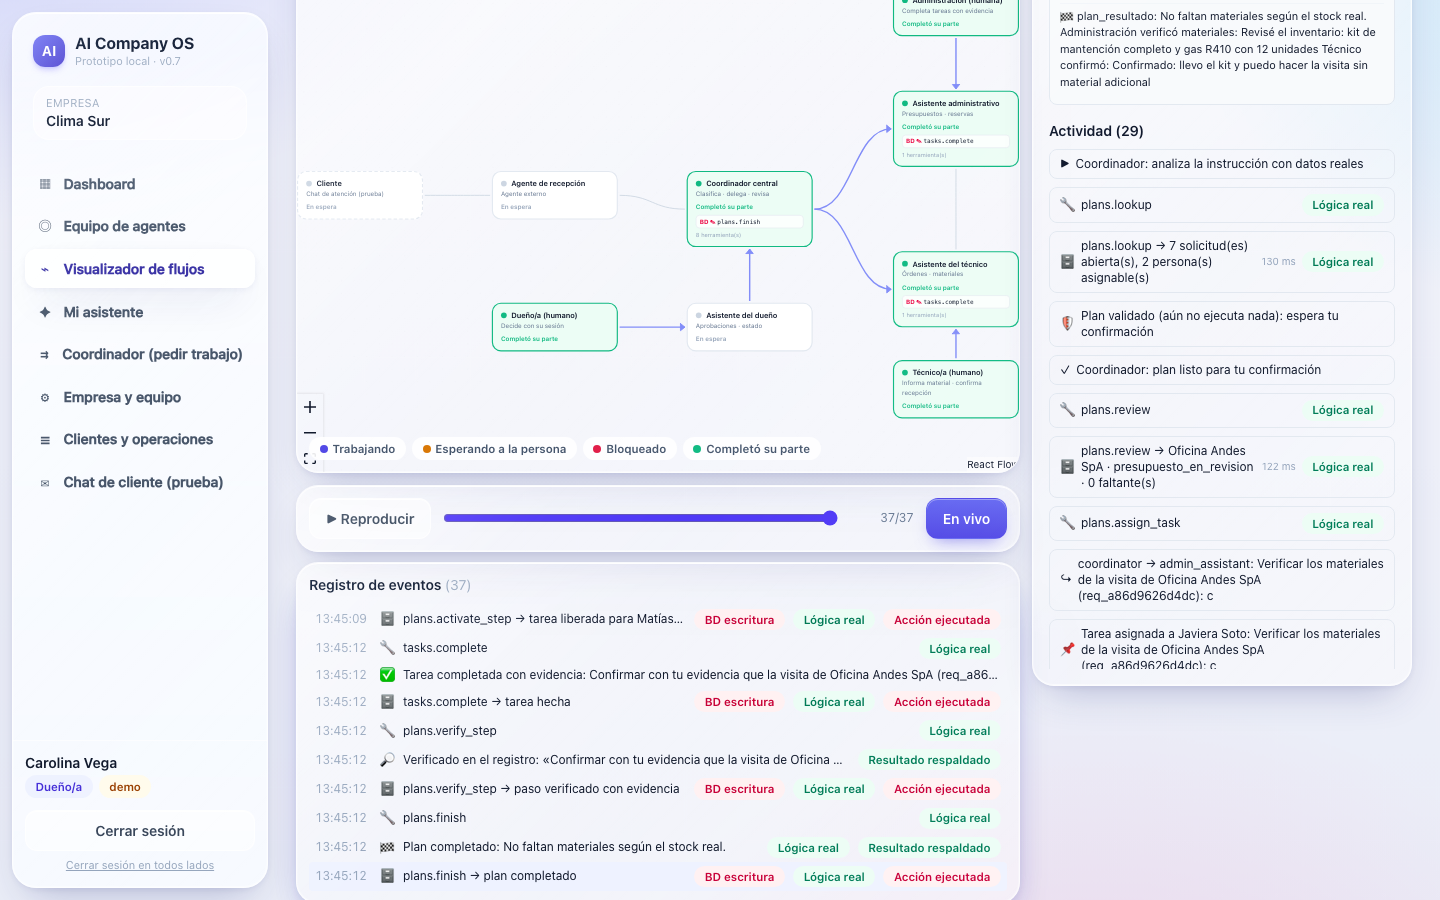 AI
AI Company OS
Prototipo local · v0.7
EMPRESA
Clima Sur
Dashboard
Equipo de agentes
Visualizador de flujos
Mi asistente
Coordinador (pedir trabajo)
Empresa y equipo
Clientes y operaciones
Chat de cliente (prueba)
Carolina Vega
Dueño/a
demo
Cerrar sesión
Cerrar sesión en todos lados
Administración (humana)
Completa tareas con evidencia
Completó su parte
Asistente administrativo
Presupuestos · reservas
Completó su parte
BD tasks.complete
1 herramienta(s)
Cliente
Chat de atención (prueba)
En espera
Agente de recepción
Agente externo
En espera
Coordinador central
Clasifica · delega · revisa
Completó su parte
BD plans.finish
8 herramienta(s)
Asistente del técnico
Órdenes · materiales
Completó su parte
BD tasks.complete
1 herramienta(s)
Dueño/a (humano)
Decide con su sesión
Completó su parte
Asistente del dueño
Aprobaciones · estado
En espera
Técnico/a (humano)
Informa material · confirma
recepción
Completó su parte
Trabajando
Esperando a la persona
Bloqueado
Completó su parte
React Flow
Reproducir
37/37
En vivo
Registro de eventos (37)
13:45:09 plans.activate_step → tarea liberada para Matías... BD escritura Lógica real Acción ejecutada
13:45:12 tasks.complete Lógica real
13:45:12 Tarea completada con evidencia: Confirmar con tu evidencia que la visita de Oficina Andes SpA (req_a86...
13:45:12 tasks.complete → tarea hecha BD escritura Lógica real Acción ejecutada
13:45:12 plans.verify_step Lógica real
13:45:12 Verificado en el registro: «Confirmar con tu evidencia que la visita de Oficina ... Resultado respaldado
13:45:12 plans.verify_step → paso verificado con evidencia BD escritura Lógica real Acción ejecutada
13:45:12 plans.finish Lógica real
13:45:12 Plan completado: No faltan materiales según el stock real. Lógica real Resultado respaldado
13:45:12 plans.finish → plan completado BD escritura Lógica real Acción ejecutada
plan_resultado: No faltan materiales según el stock real.
Administración verificó materiales: Revisé el inventario: kit de
mantención completo y gas R410 con 12 unidades Técnico
confirmó: Confirmado: llevo el kit y puedo hacer la visita sin
material adicional
Actividad (29)
Coordinador: analiza la instrucción con datos reales
plans.lookup Lógica real
plans.lookup → 7 solicitud(es)
abierta(s), 2 persona(s)
asignable(s)
130 ms Lógica real
Plan validado (aún no ejecuta nada): espera tu
confirmación
✓ Coordinador: plan listo para tu confirmación
plans.review Lógica real
plans.review → Oficina Andes
SpA · presupuesto_en_revision
· 0 faltante(s)
122 ms Lógica real
plans.assign_task Lógica real
coordinator → admin_assistant: Verificar los materiales
de la visita de Oficina Andes SpA
(req_a86d9626d4dc): c
Tarea asignada a Javiera Soto: Verificar los materiales
de la visita de Oficina Andes SpA
(req_a86d9626d4dc): c